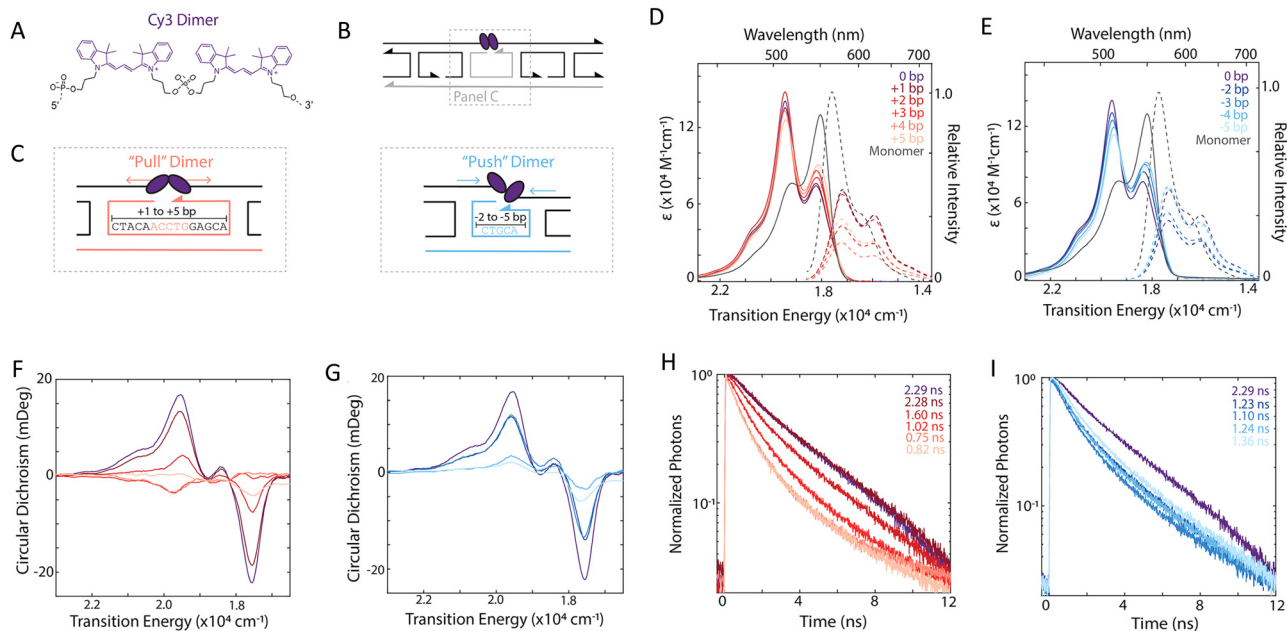 A
Cy3 Dimer
5'
3'
B
Panel C
C
"Pull" Dimer
+1 to +5 bp
CTACAACCTGGAGCA
"Push" Dimer
-2 to -5 bp
CTGCA
D
Wavelength (nm)
500
600
700
ε (x10⁴ M⁻¹cm⁻¹)
12
6
0
0 bp
+1 bp
+2 bp
+3 bp
+4 bp
+5 bp
Monomer
1.0
0
Relative Intensity
2.2
1.8
1.4
Transition Energy (x10⁴ cm⁻¹)
E
Wavelength (nm)
500
600
700
ε (x10⁴ M⁻¹cm⁻¹)
12
6
0
0 bp
-2 bp
-3 bp
-4 bp
-5 bp
Monomer
1.0
0
Relative Intensity
2.2
1.8
1.4
Transition Energy (x10⁴ cm⁻¹)
F
Circular Dichroism (mDeg)
20
0
-20
2.2
2.0
1.8
Transition Energy (x10⁴ cm⁻¹)
G
Circular Dichroism (mDeg)
20
0
-20
2.2
2.0
1.8
Transition Energy (x10⁴ cm⁻¹)
H
Normalized Photons
10⁰
10⁻¹
2.29 ns
2.28 ns
1.60 ns
1.02 ns
0.75 ns
0.82 ns
0
4
8
12
Time (ns)
I
Normalized Photons
10⁰
10⁻¹
2.29 ns
1.23 ns
1.10 ns
1.24 ns
1.36 ns
0
4
8
12
Time (ns)